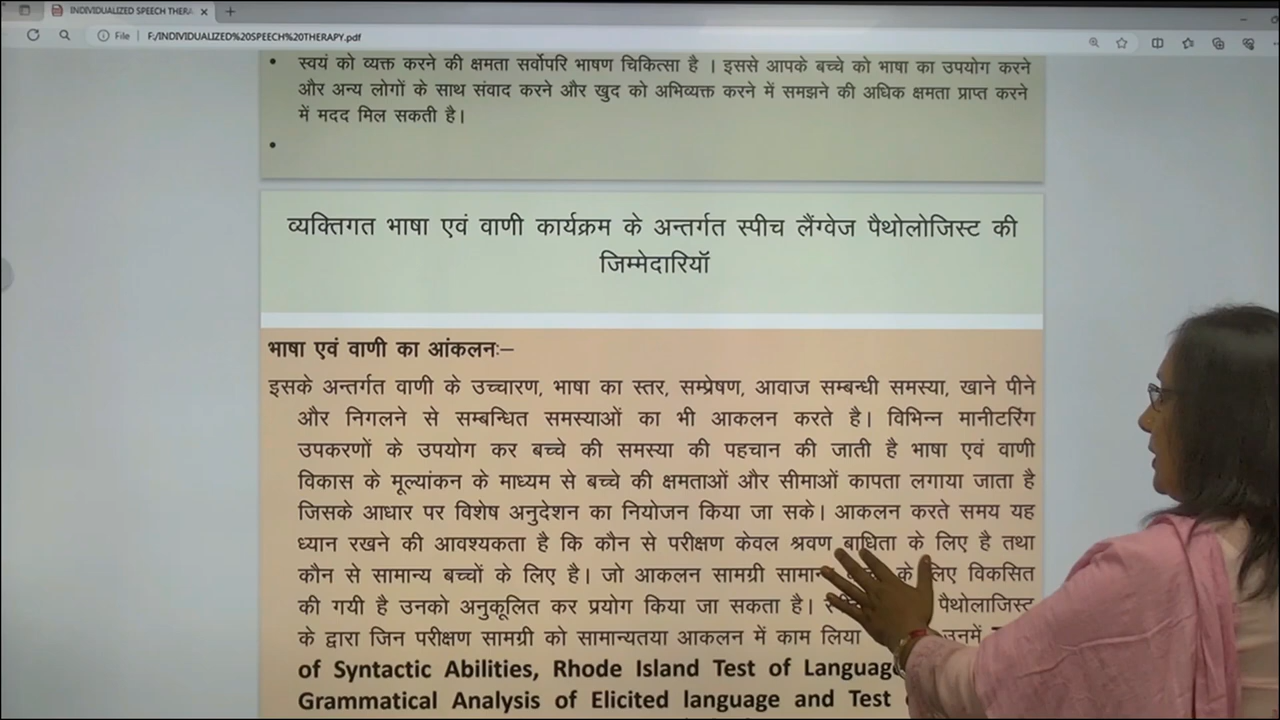 INDIVIDUALIZED SPEECH THERA
File
F:/INDIVIDUALIZED%20SPEECH%20THERAPY.pdf
• स्वयं को व्यक्त करने की क्षमता सर्वोपरि भाषण चिकित्सा है । इससे आपके बच्चे को भाषा का उपयोग करने
और अन्य लोगों के साथ संवाद करने और खुद को अभिव्यक्त करने में समझने की अधिक क्षमता प्राप्त करने
में मदद मिल सकती है।
•
व्यक्तिगत भाषा एवं वाणी कार्यक्रम के अन्तर्गत स्पीच लैंग्वेज पैथोलोजिस्ट की
जिम्मेदारियॉ
भाषा एवं वाणी का आंकलनः–
इसके अन्तर्गत वाणी के उच्चारण, भाषा का स्तर, सम्प्रेषण, आवाज सम्बन्धी समस्या, खाने पीने
और निगलने से सम्बन्धित समस्याओं का भी आकलन करते है। विभिन्न मानीटरिंग
उपकरणों के उपयोग कर बच्चे की समस्या की पहचान की जाती है भाषा एवं वाणी
विकास के मूल्यांकन के माध्यम से बच्चे की क्षमताओं और सीमाओं कापता लगाया जाता है
जिसके आधार पर विशेष अनुदेशन का नियोजन किया जा सके। आकलन करते समय यह
ध्यान रखने की आवश्यकता है कि कौन से परीक्षण केवल श्रवण बाधिता के लिए है तथा
कौन से सामान्य बच्चों के लिए है। जो आकलन सामग्री के लिए विकसित
की गयी है उनको अनुकूलित कर प्रयोग किया जा सकता है। पैथोलाजिस्ट
के द्वारा जिन परीक्षण सामग्री को सामान्यतया आकलन में काम लिया उनमें
of Syntactic Abilities, Rhode Island Test of Language
Grammatical Analysis of Elicited language and Test